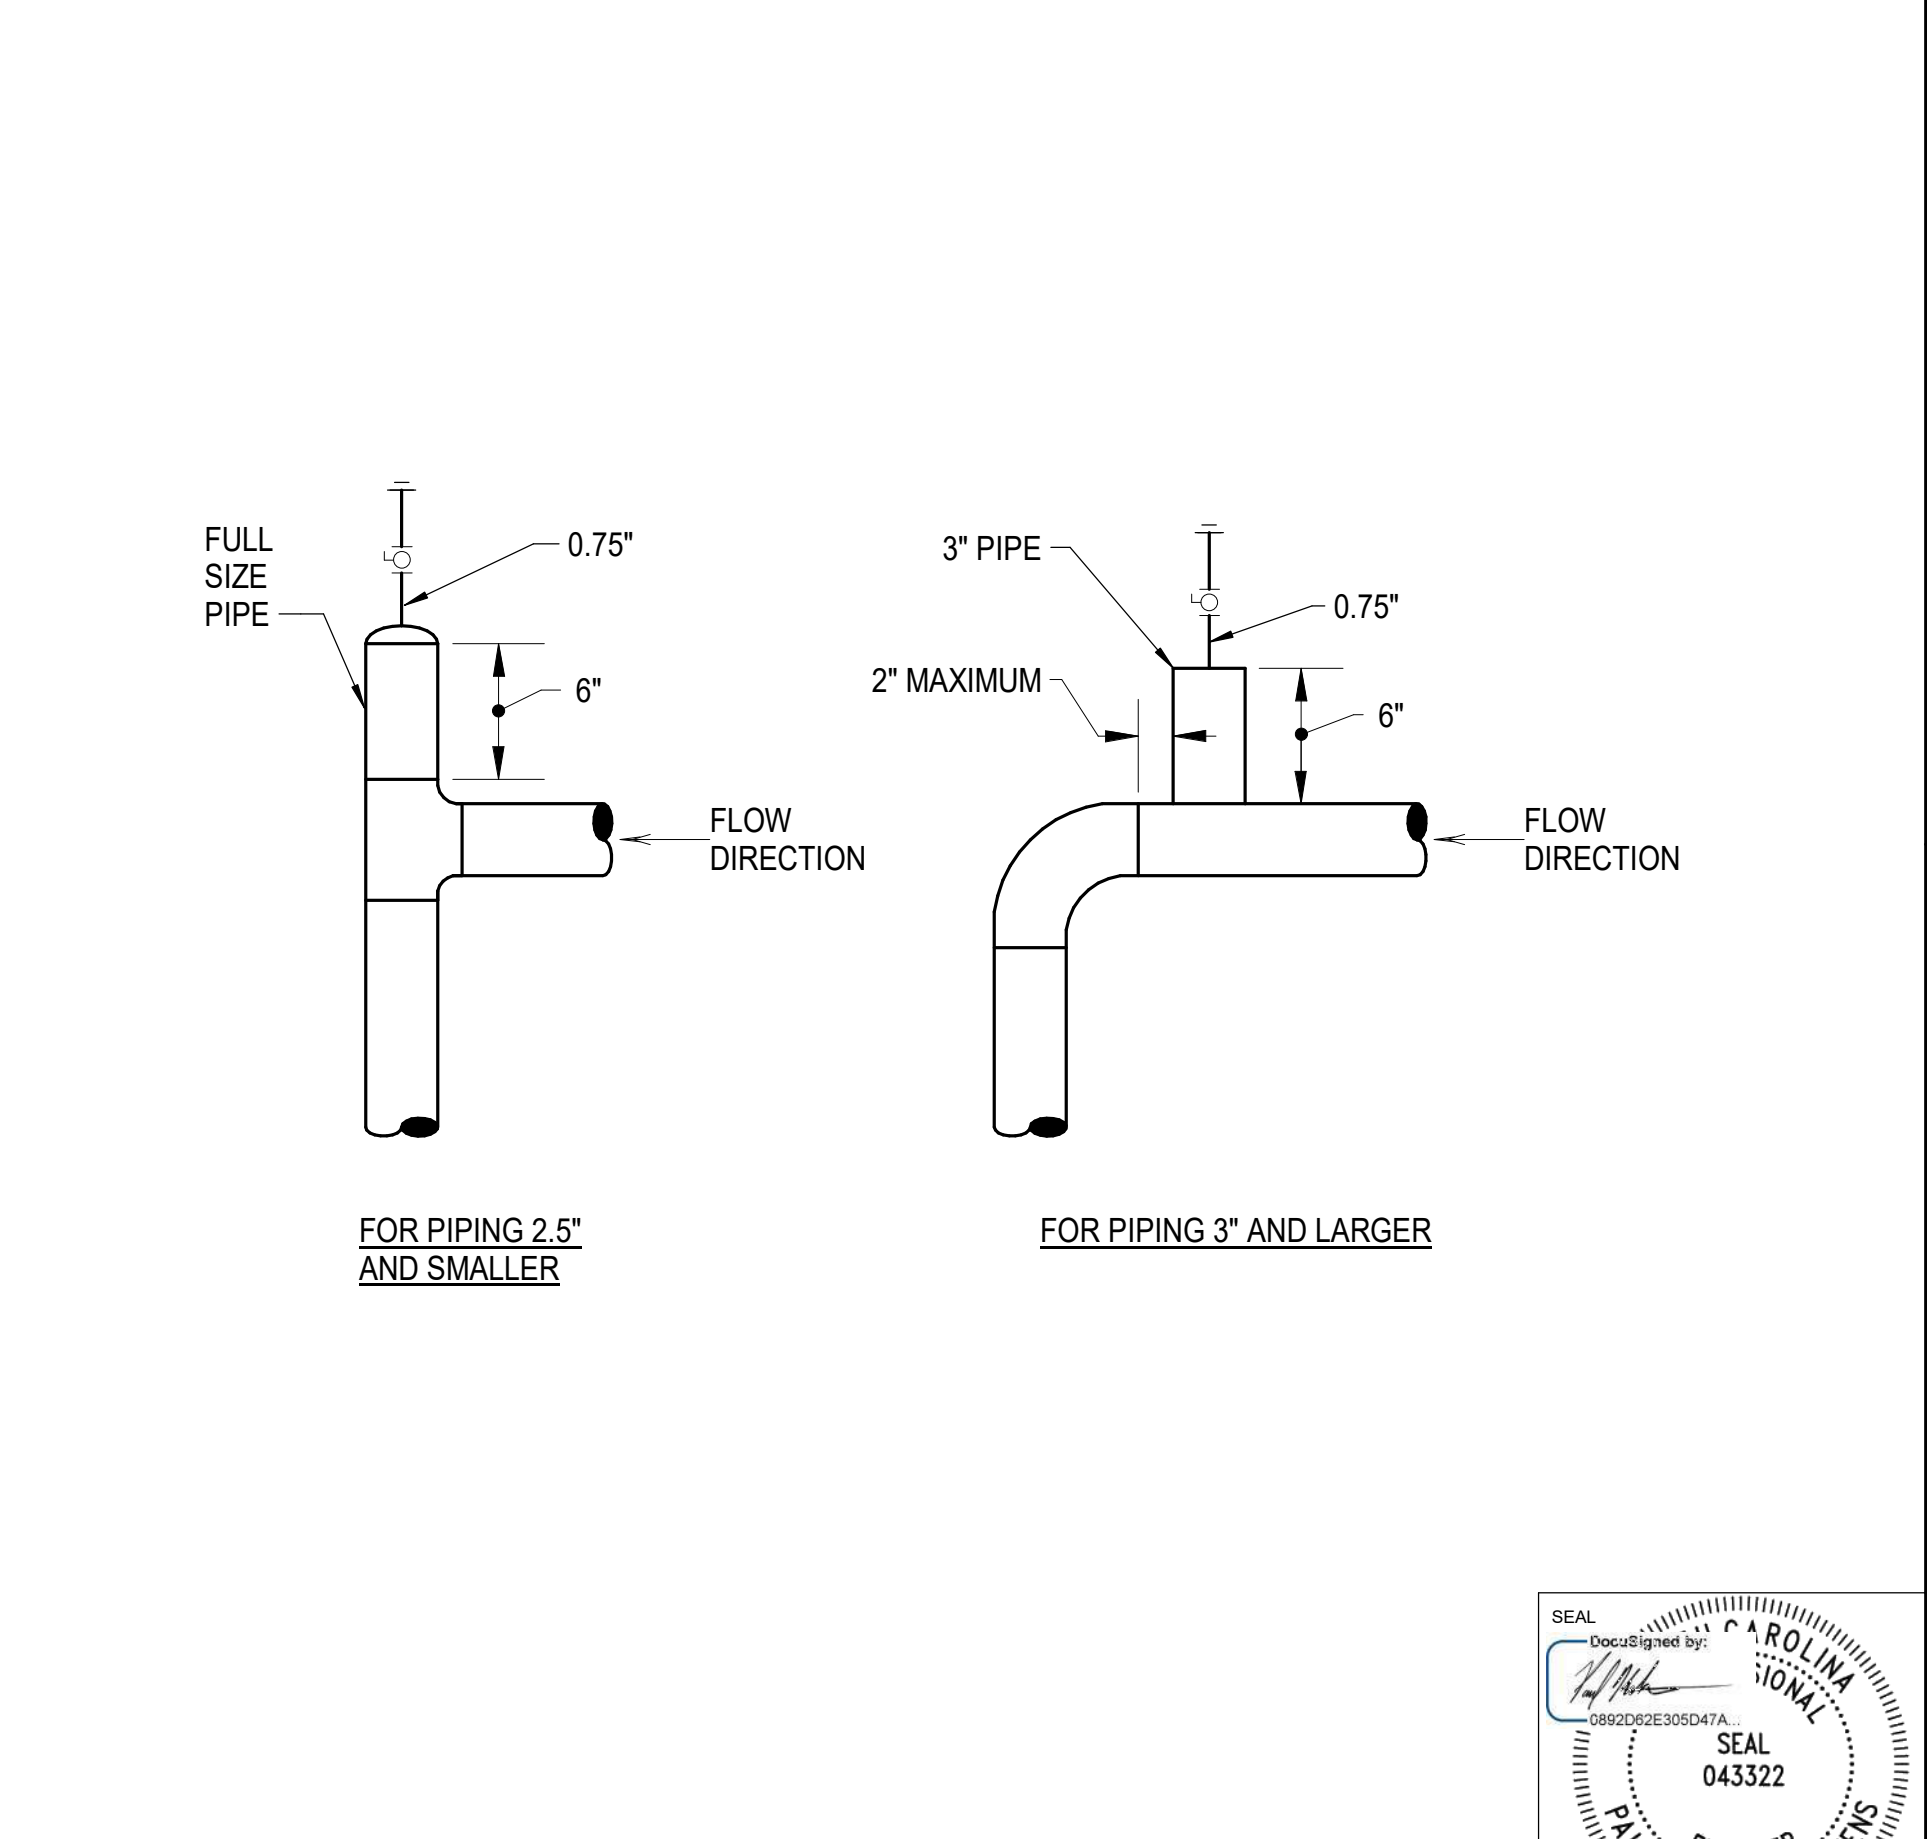 FULL
SIZE
PIPE
0.75"
6"
FLOW
DIRECTION
FOR PIPING 2.5"
AND SMALLER
3" PIPE
0.75"
2" MAXIMUM
6"
FLOW
DIRECTION
FOR PIPING 3" AND LARGER
SEAL
DocuSigned by:
0892D62E305D47A...
CAROLINA
SEAL
043322